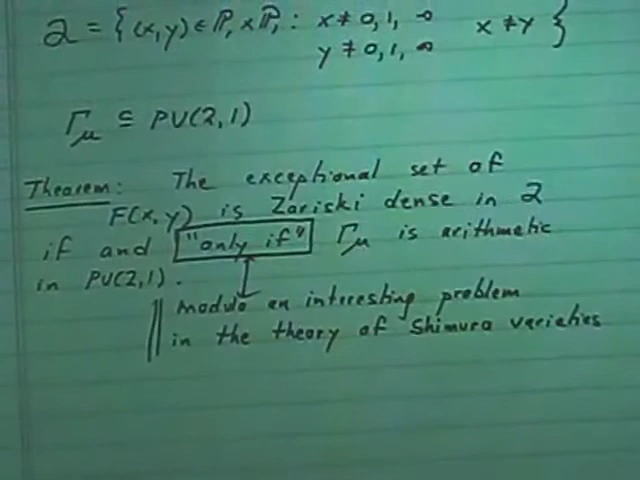 2 = { (x,y) ∈ P₁ × P₁ : x ≠ 0, 1, ∞ x ≠ y }
y ≠ 0, 1, ∞
Γμ ⊆ PU(2,1)
Theorem: The exceptional set of
F(x,y) is Zariski dense in 2
if and "only if" Γμ is arithmetic
in PU(2,1).
modulo an interesting problem
in the theory of Shimura varieties